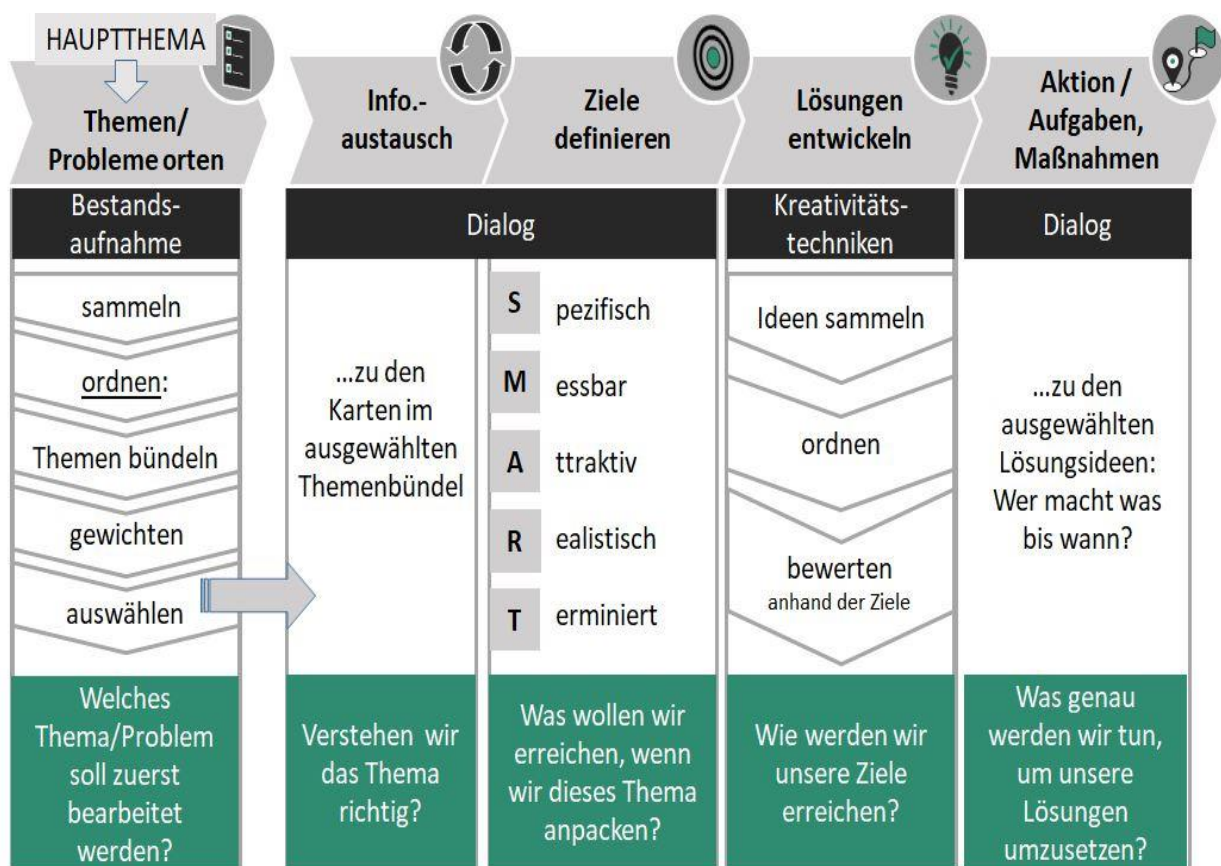 HAUPTTHEMA
Themen/
Probleme orten
Info.-
austausch
Ziele
definieren
Lösungen
entwickeln
Aktion /
Aufgaben,
Maßnahmen
Bestands-
aufnahme
Dialog
Kreativitäts-
techniken
Dialog
sammeln
ordnen:
Themen bündeln
gewichten
auswählen
...zu den
Karten im
ausgewählten
Themenbündel
S pezifisch
M essbar
A ttraktiv
R ealistisch
T erminiert
Ideen sammeln
ordnen
bewerten
anhand der Ziele
...zu den
ausgewählten
Lösungsideen:
Wer macht was
bis wann?
Welches
Thema/Problem
soll zuerst
bearbeitet
werden?
Verstehen wir
das Thema
richtig?
Was wollen wir
erreichen, wenn
wir dieses Thema
anpacken?
Wie werden wir
unsere Ziele
erreichen?
Was genau
werden wir tun,
um unsere
Lösungen
umzusetzen?